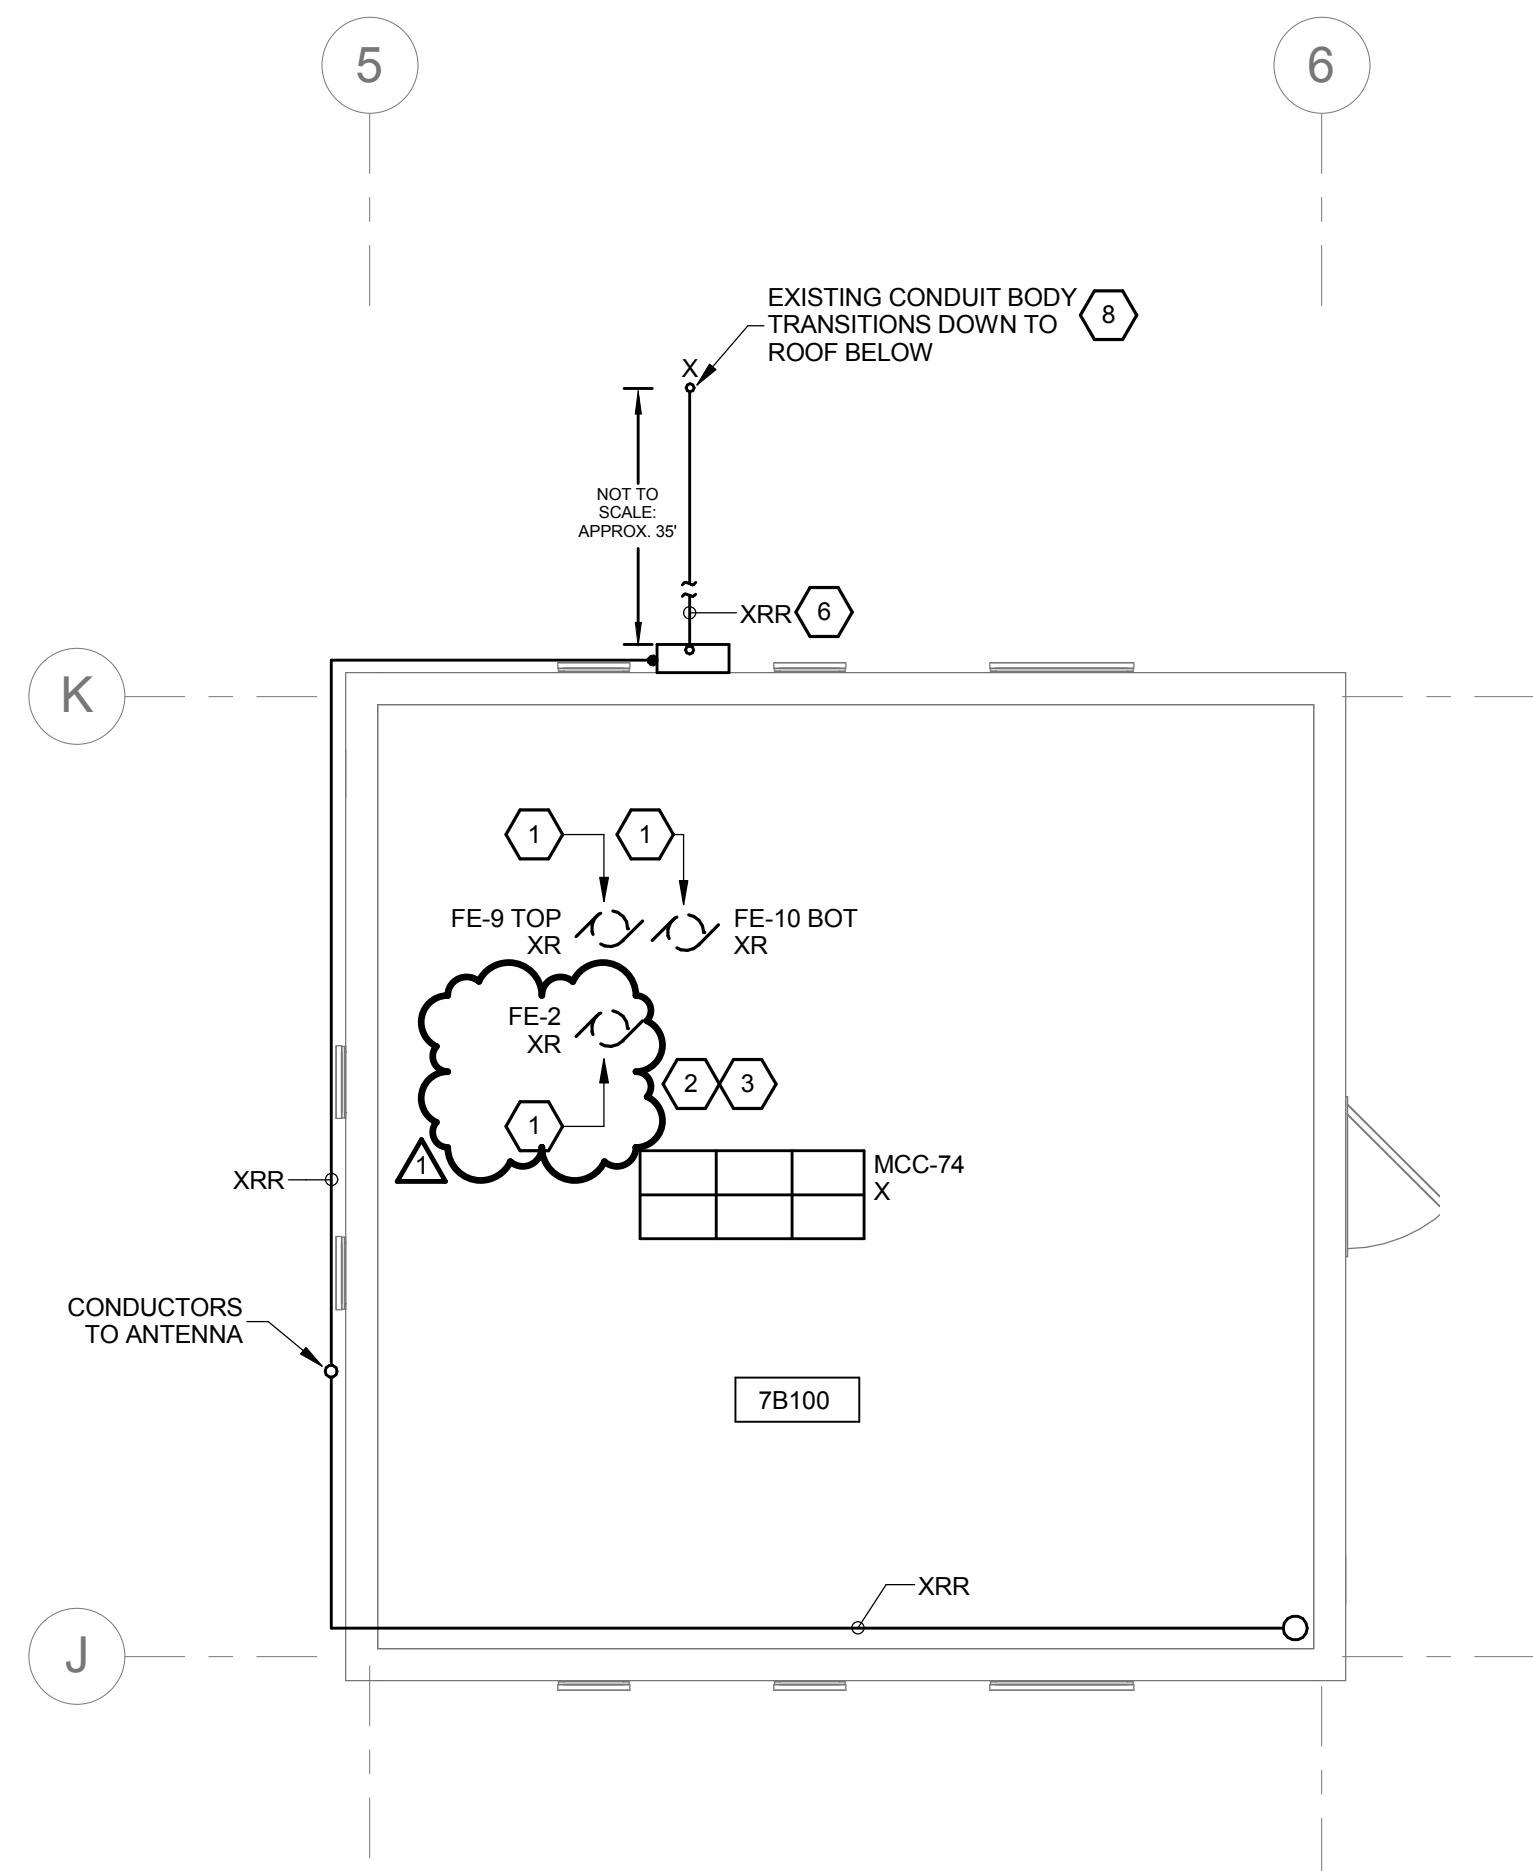 5
6
EXISTING CONDUIT BODY
TRANSITIONS DOWN TO
ROOF BELOW
8
X
NOT TO
SCALE:
APPROX. 35'
XRR
6
K
1
1
FE-9 TOP
XR
FE-10 BOT
XR
FE-2
XR
2
3
1
1
MCC-74
X
XRR
CONDUCTORS
TO ANTENNA
7B100
XRR
J